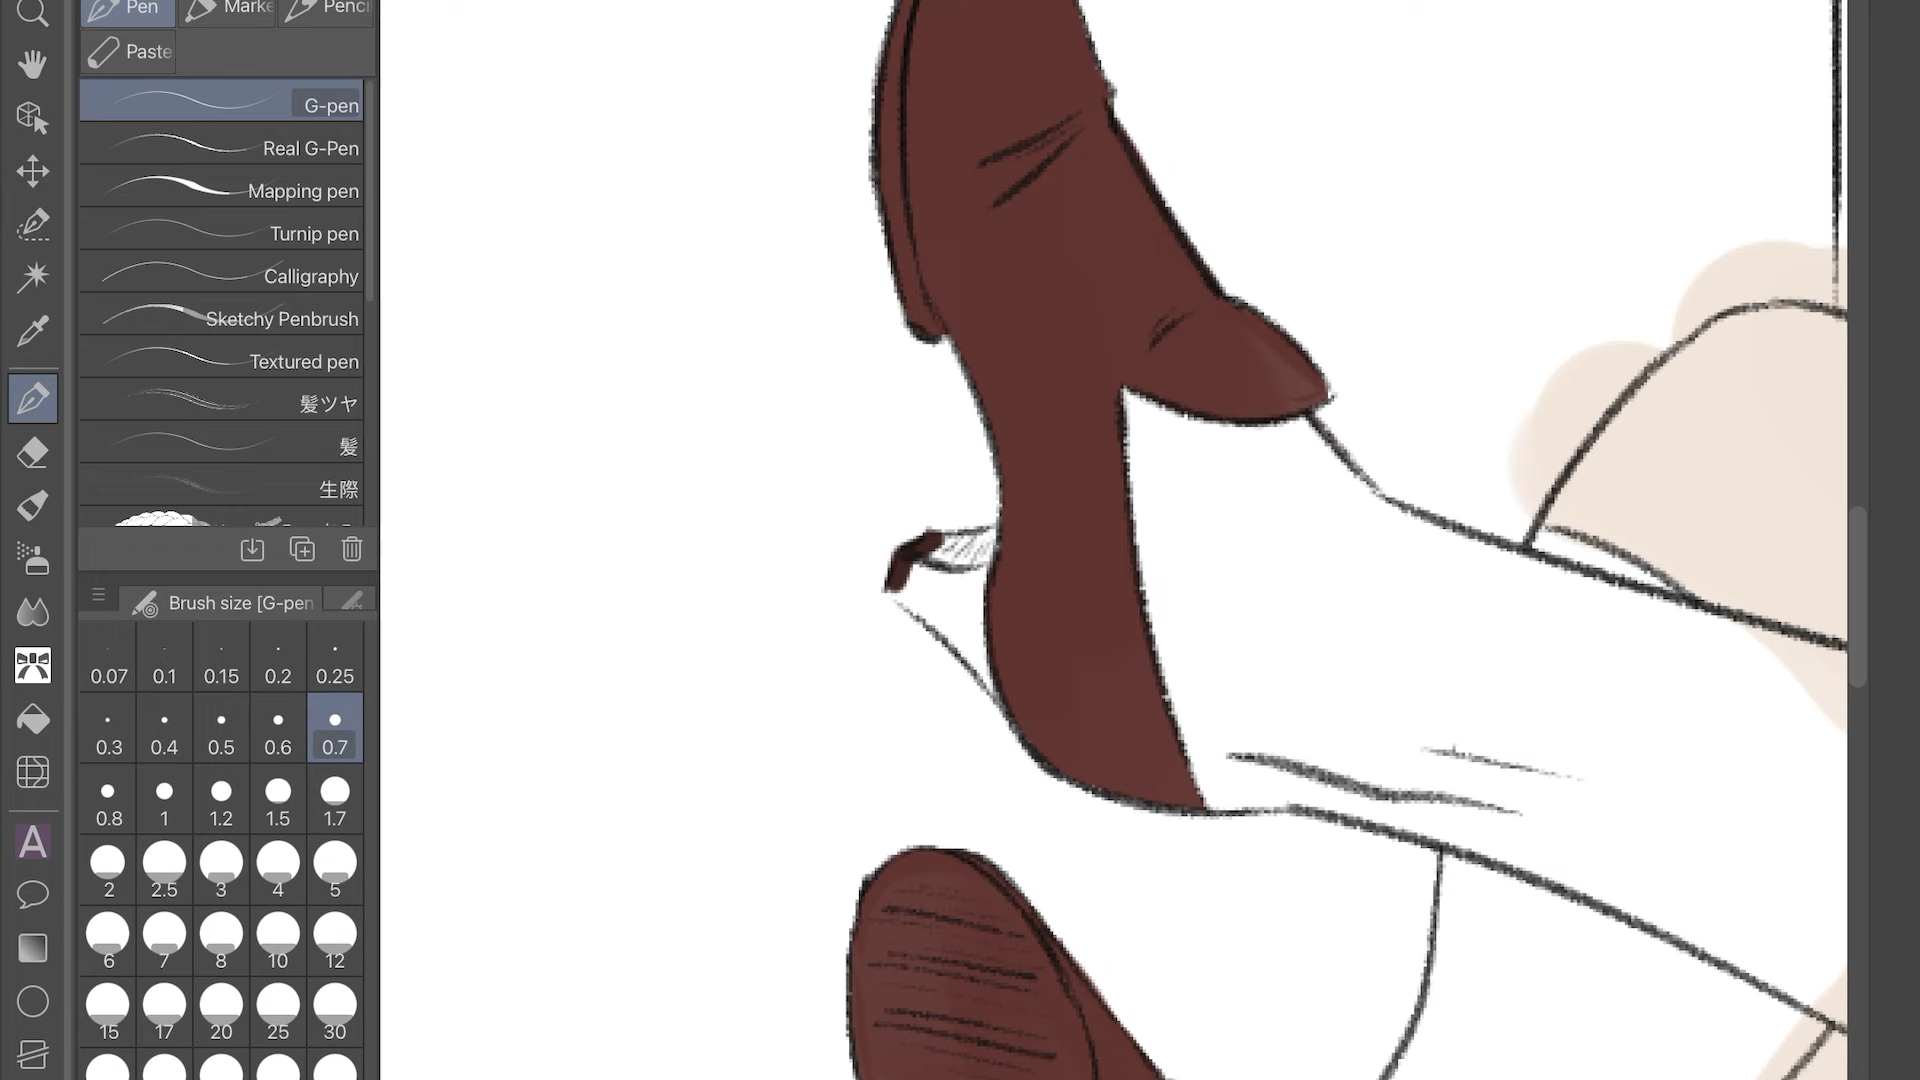 Pen Marke Penci
Paste
G-pen
Real G-Pen
Mapping pen
Turnip pen
Calligraphy
Sketchy Penbrush
Textured pen
髪ツヤ
髪
生際
Brush size [G-pen
0.07 0.1 0.15 0.2 0.25
0.3 0.4 0.5 0.6 0.7
0.8 1 1.2 1.5 1.7
2 2.5 3 4 5
6 7 8 10 12
15 17 20 25 30
A